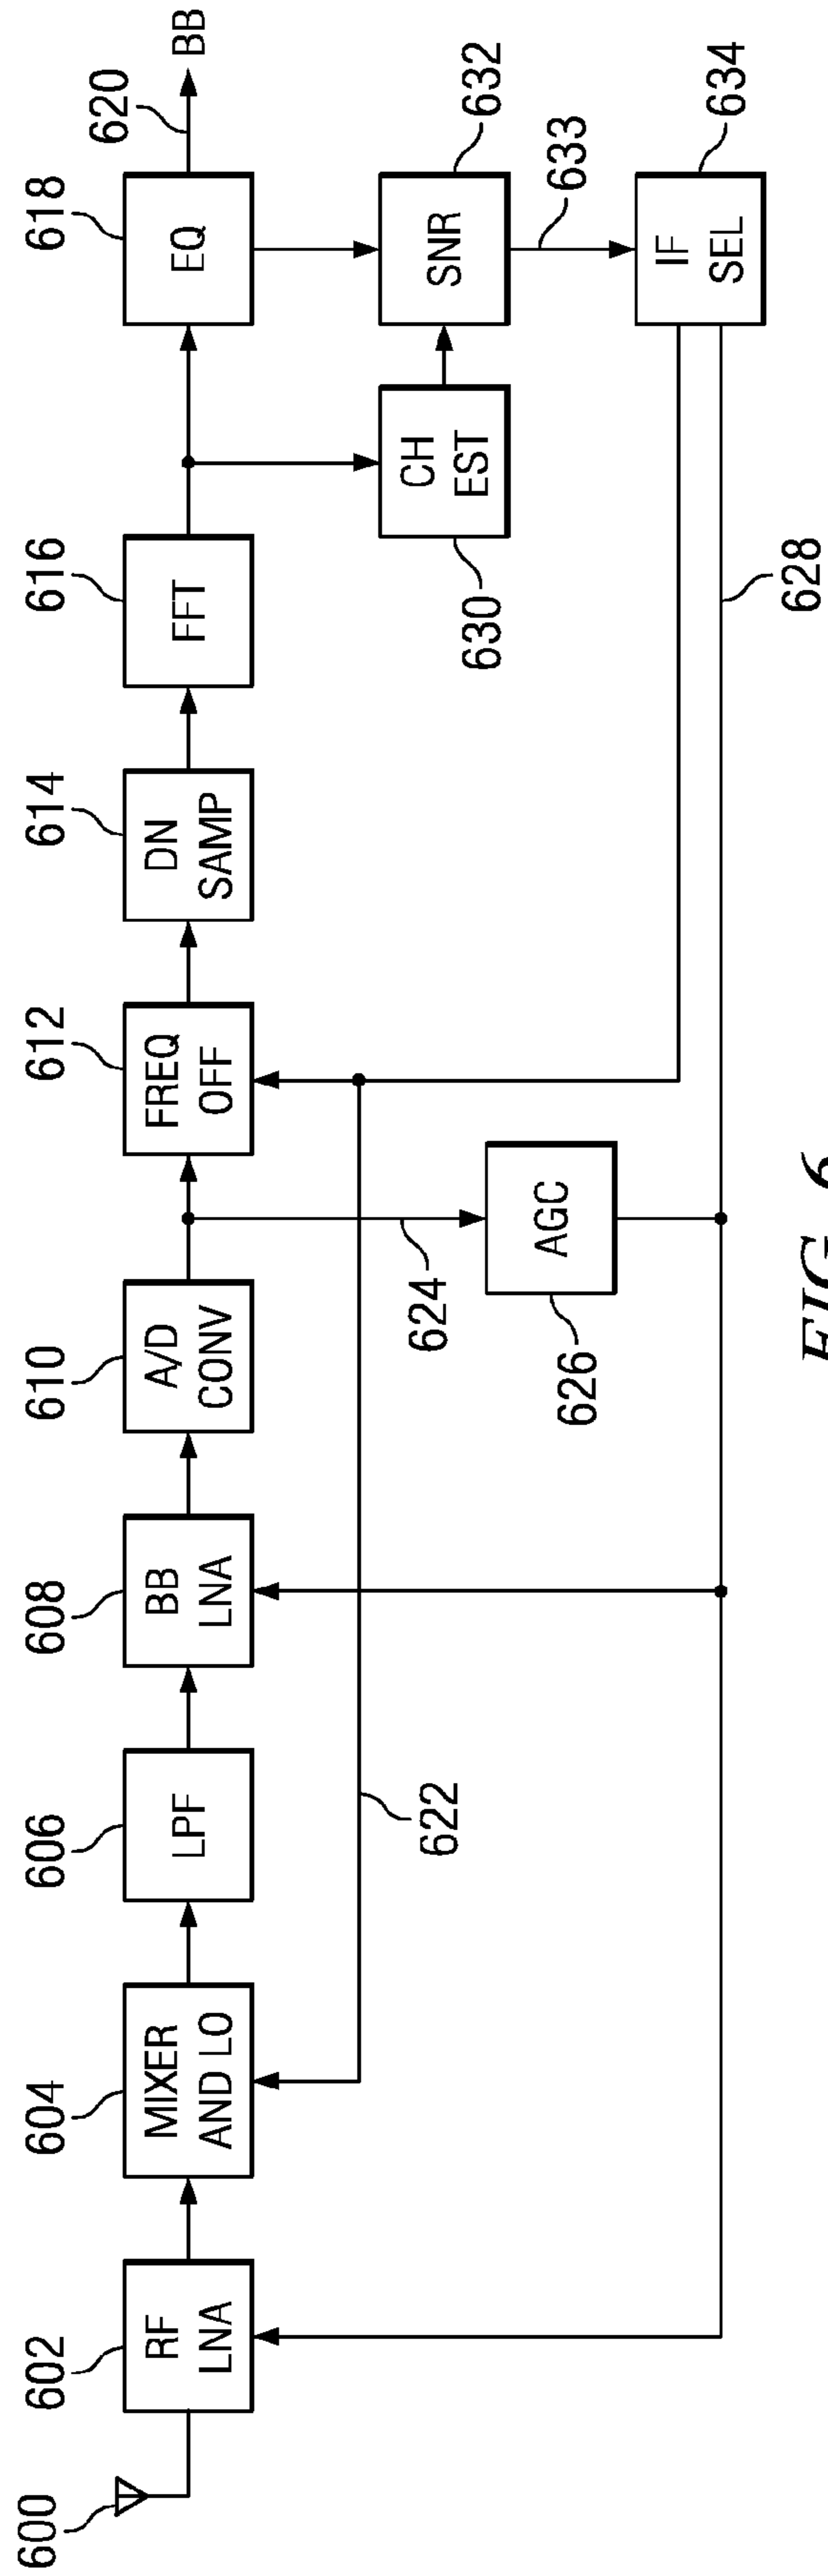 600
602
RF
LNA
604
MIXER
AND LO
606
LPF
608
BB
LNA
610
A/D
CONV
612
FREQ
OFF
614
DN
SAMP
616
FFT
618
EQ
620
BB
622
624
AGC
626
CH
EST
630
SNR
632
633
IF
SEL
634
628
FIG. 6